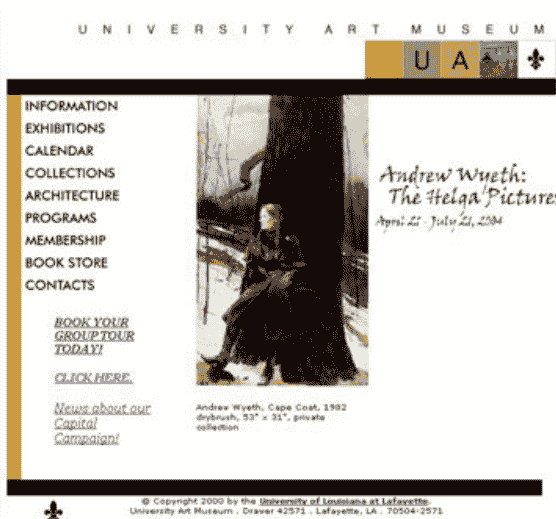 UNIVERSITY ART MUSEUM
UA
INFORMATION
EXHIBITIONS
CALENDAR
COLLECTIONS
ARCHITECTURE
PROGRAMS
MEMBERSHIP
BOOK STORE
CONTACTS
BOOK YOUR
GROUP TOUR
TODAY!
CLICK HERE.
News about our
Capital
Campaign!
Andrew Wyeth:
The Helga Pictures
April - July , 2004
Andrew Wyeth, Cape Coat, 1982
drybrush, 53" x 31", private
collection
© Copyright 2000 by the University of Louisiana at Lafayette.
University Art Museum . Drawer 42571 . Lafayette, LA . 70504-2571